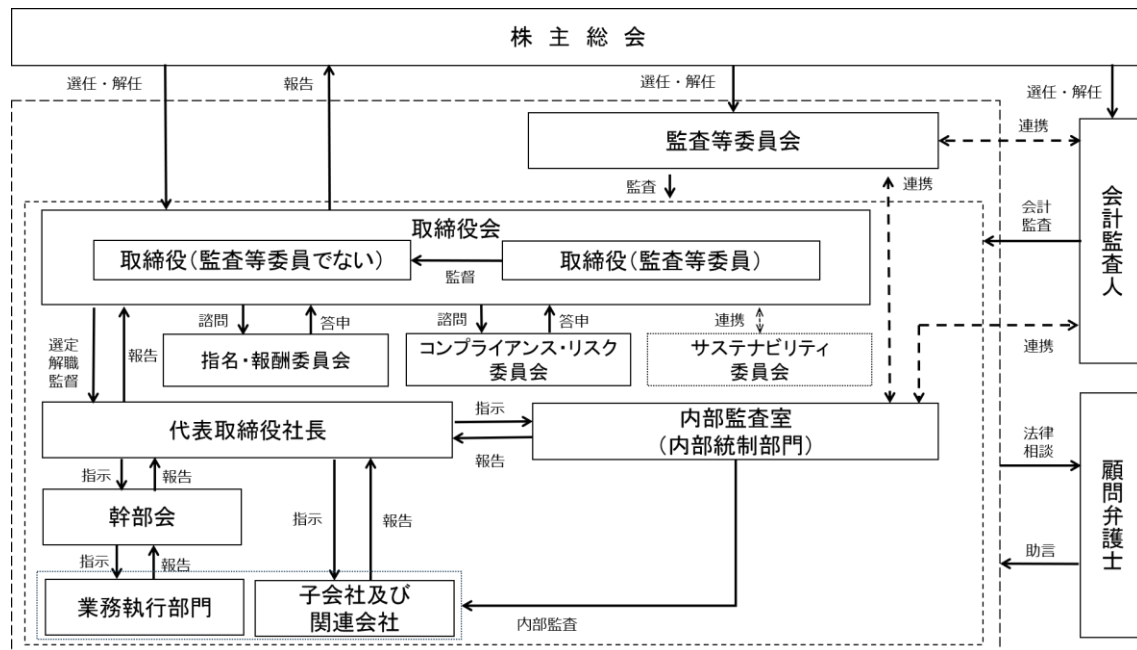 株主総会
選任・解任
報告
選任・解任
選任・解任
監査等委員会
連携
監査
連携
会計監査人
会計
監査
取締役会
取締役（監査等委員でない）
監督
取締役（監査等委員）
諮問
答申
諮問
答申
連携
選定
解職
監督
報告
指名・報酬委員会
コンプライアンス・リスク
委員会
サステナビリティ
委員会
連携
代表取締役社長
指示
報告
内部監査室
（内部統制部門）
法律
相談
顧問弁護士
指示
報告
幹部会
指示
報告
指示
報告
助言
業務執行部門
子会社及び
関連会社
内部監査